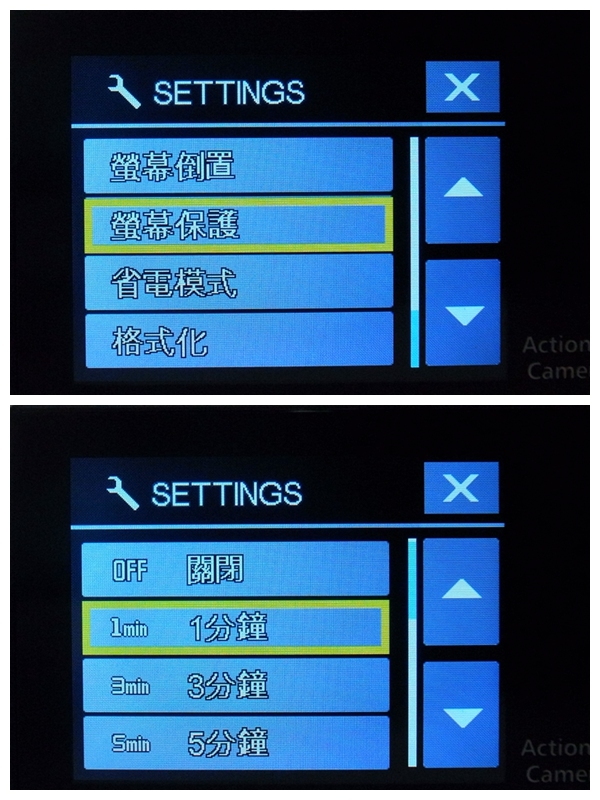 SETTINGS
X
螢幕倒置
螢幕保護
省電模式
格式化
Action
Came
SETTINGS
X
OFF 關閉
1min 1分鐘
3min 3分鐘
5min 5分鐘
Action
Came